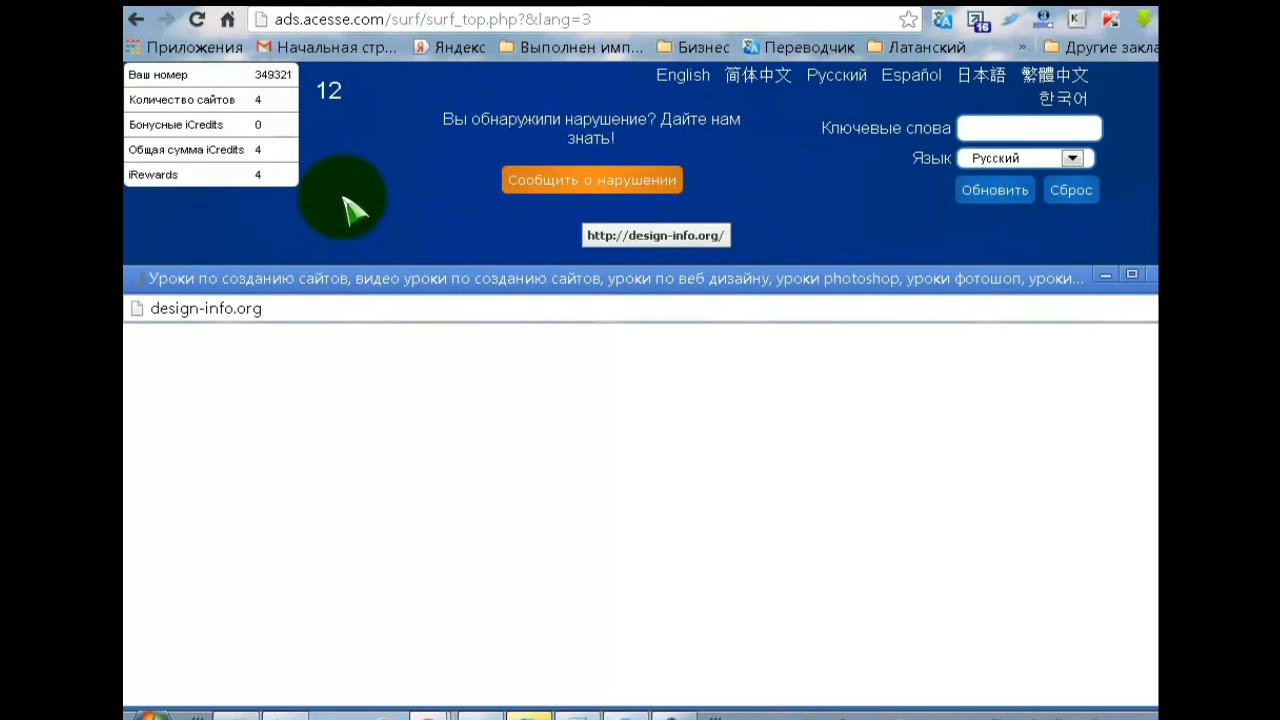 ads.acesse.com/surf/surf_top.php?&lang=3
16
K
Приложения Начальная стр... Яндекс Выполнен имп... Бизнес Переводчик Латанский » Другие закла
Ваш номер 349321
Количество сайтов 4
Бонусные iCredits 0
Общая сумма iCredits 4
iRewards 4
12
English 简体中文 Русский Español 日本語 繁體中文
한국어
Вы обнаружили нарушение? Дайте нам
знать!
Сообщить о нарушении
Ключевые слова
Язык Русский
Обновить Сброс
http://design-info.org/
Уроки по созданию сайтов, видео уроки по созданию сайтов, уроки по веб дизайну, уроки photoshop, уроки фотошоп, уроки...
design-info.org